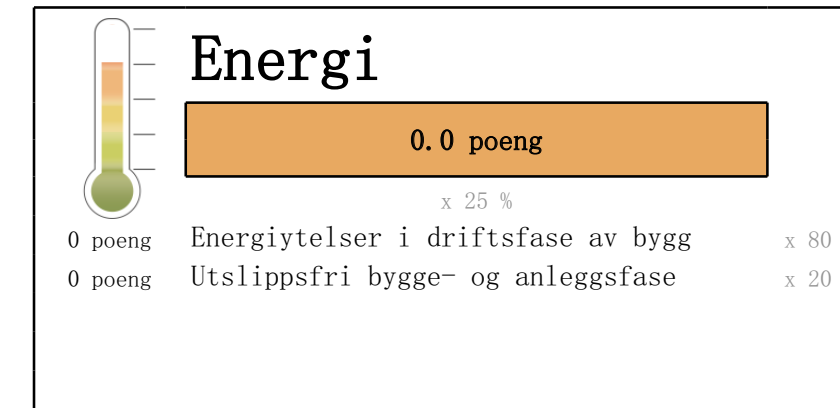 Energi
0.0 poeng
x 25 %
0 poeng Energiytelser i driftsfase av bygg x 80
0 poeng Utslippsfri bygge- og anleggsfase x 20